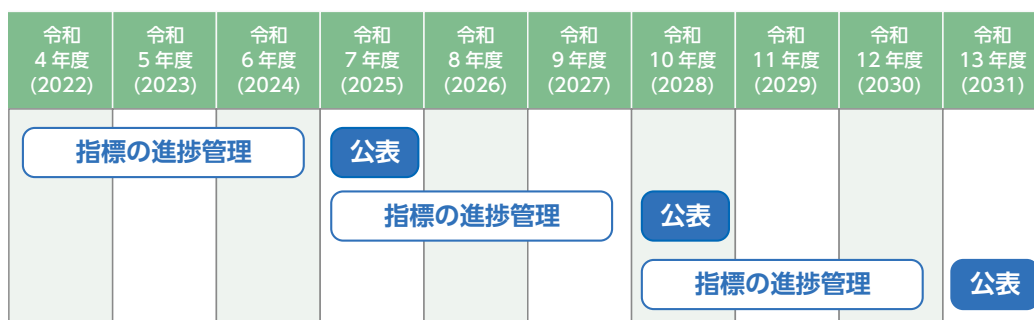 令和
4 年度
(2022)
令和
5 年度
(2023)
令和
6 年度
(2024)
令和
7 年度
(2025)
令和
8 年度
(2026)
令和
9 年度
(2027)
令和
10 年度
(2028)
令和
11 年度
(2029)
令和
12 年度
(2030)
令和
13 年度
(2031)
指標の進捗管理
公表
指標の進捗管理
公表
指標の進捗管理
公表